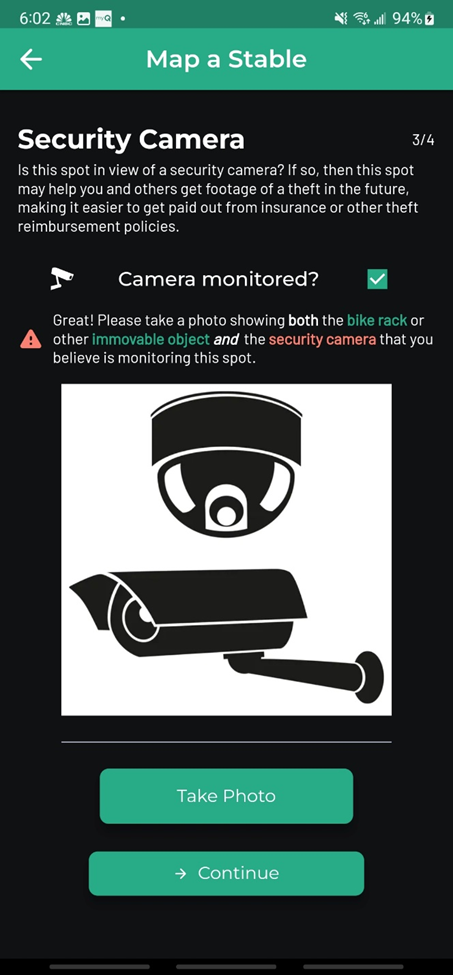 6:02 CNBC myQ 94%
Map a Stable
Security Camera 3/4
Is this spot in view of a security camera? If so, then this spot
may help you and others get footage of a theft in the future,
making it easier to get paid out from insurance or other theft
reimbursement policies.
Camera monitored?
Great! Please take a photo showing both the bike rack or
other immovable object and the security camera that you
believe is monitoring this spot.
Take Photo
→ Continue